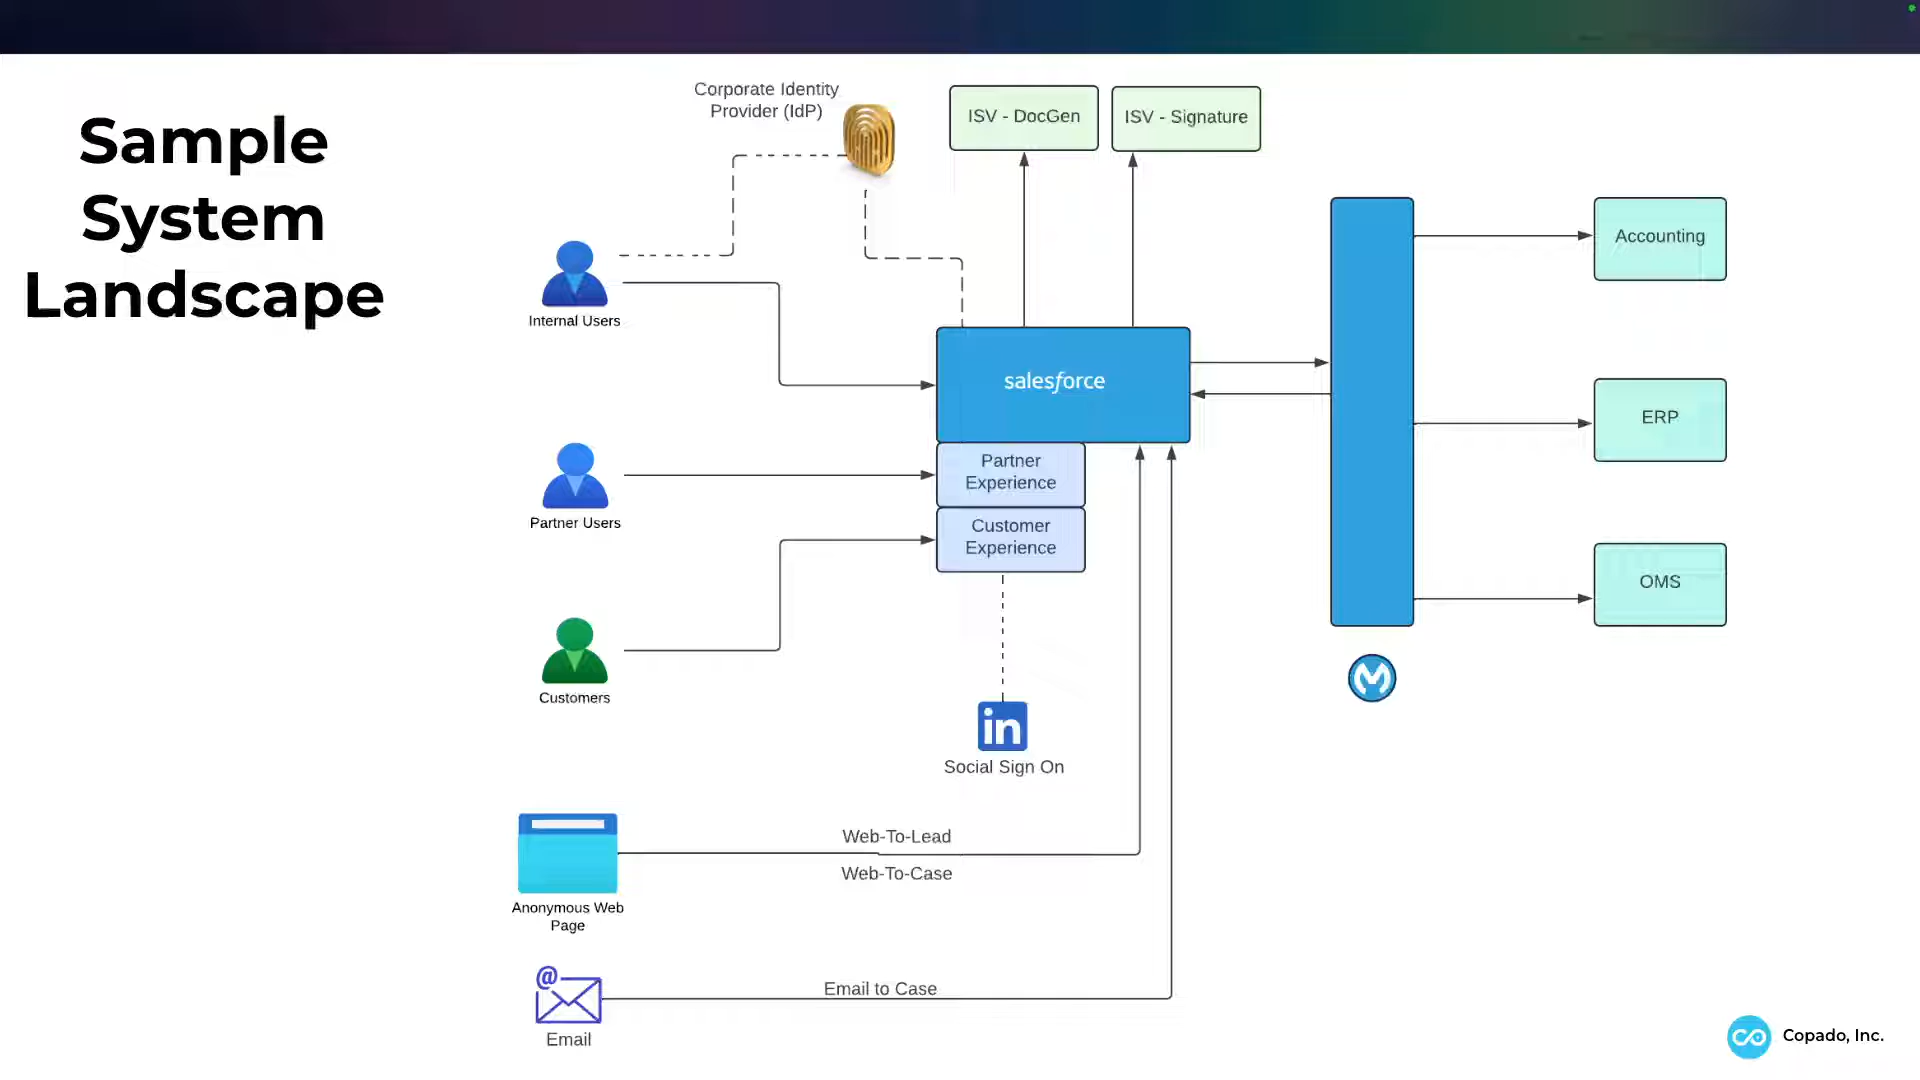 Sample
System
Landscape
Corporate Identity
Provider (IdP)
ISV - DocGen
ISV - Signature
Accounting
Internal Users
salesforce
ERP
Partner
Experience
Partner Users
Customer
Experience
OMS
Customers
in
Social Sign On
Web-To-Lead
Web-To-Case
Anonymous Web
Page
@
Email to Case
Email
Copado, Inc.